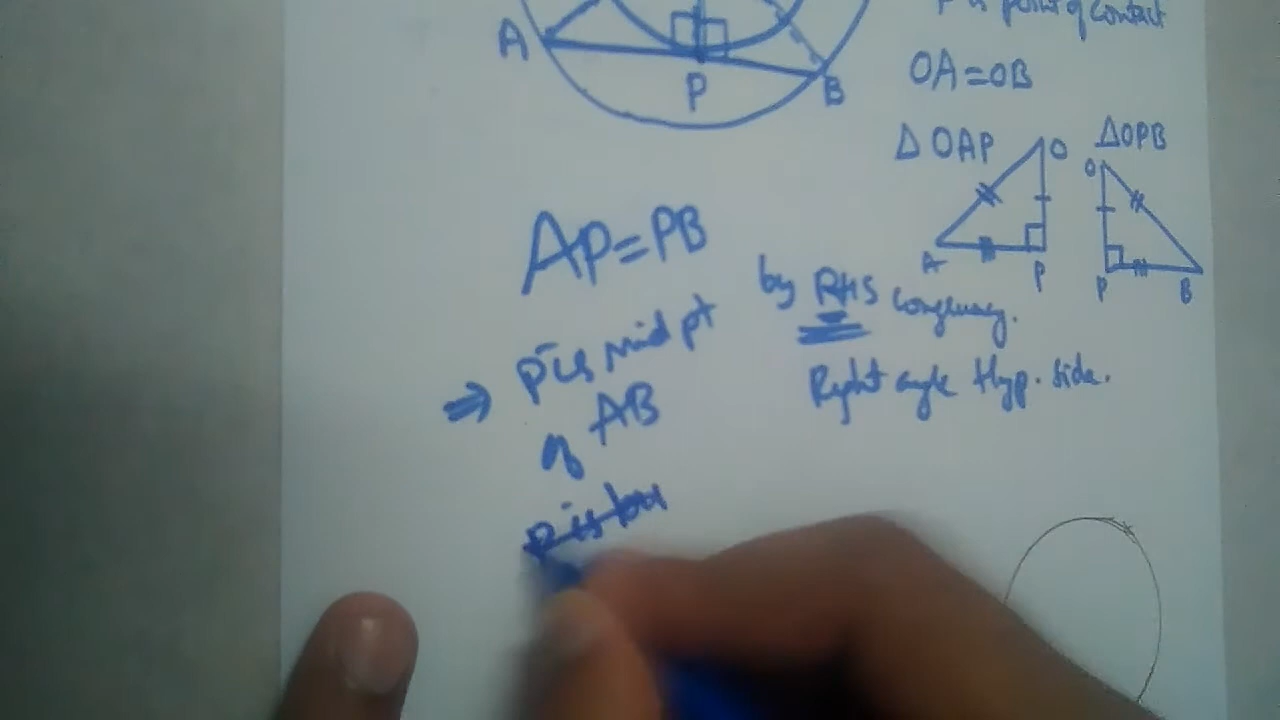 P is point of contact
A
P
B
OA=OB
Δ OAP
O
ΔOPB
O
A
P
P
B
AP=PB
by RHS congruency.
⇒ P is mid pt
of AB
Right angle Hyp. side.